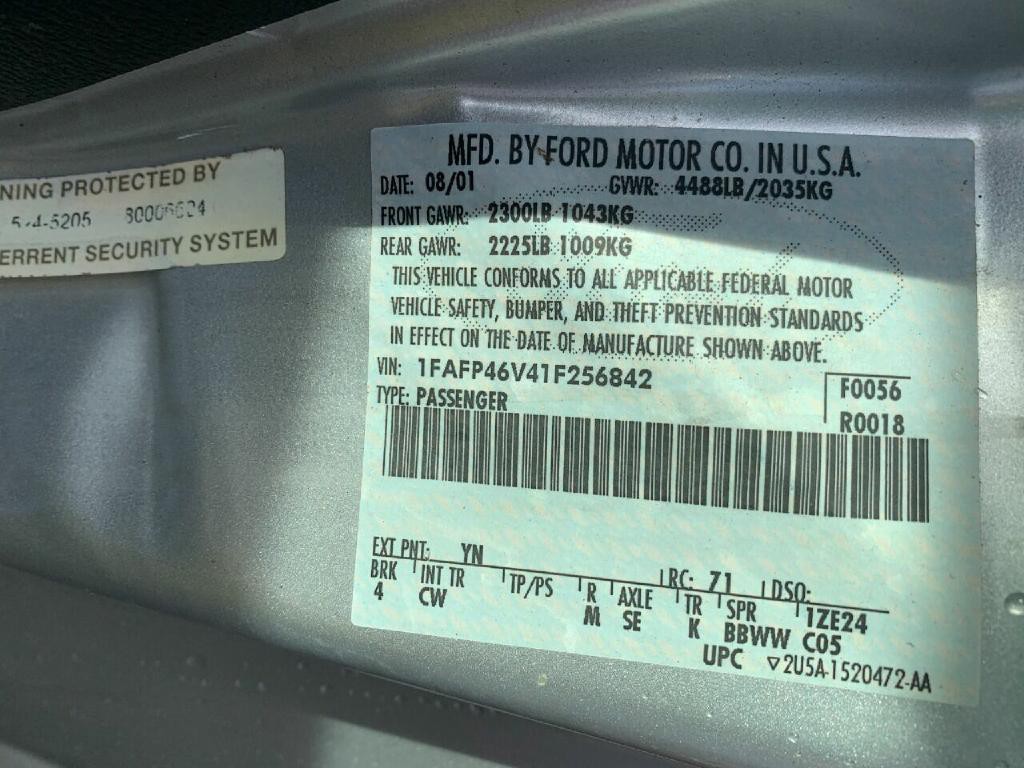 NING PROTECTED BY
ERRENT SECURITY SYSTEM
MFD. BY FORD MOTOR CO. IN U.S.A.
DATE: 08/01 GVWR: 4488LB/2035KG
FRONT GAWR: 2300LB 1043KG
REAR GAWR: 2225LB 1009KG
THIS VEHICLE CONFORMS TO ALL APPLICABLE FEDERAL MOTOR
VEHICLE SAFETY, BUMPER, AND THEFT PREVENTION STANDARDS
IN EFFECT ON THE DATE OF MANUFACTURE SHOWN ABOVE.
VIN: 1FAFP46V41F256842
F0056
TYPE: PASSENGER
R0018
EXT PNT: YN RC: 71 DSO:
BRK INT TR TP/PS R AXLE TR SPR 1ZE24
4 CW M SE K BBWW C05
UPC ▽2U5A-1520472-AA